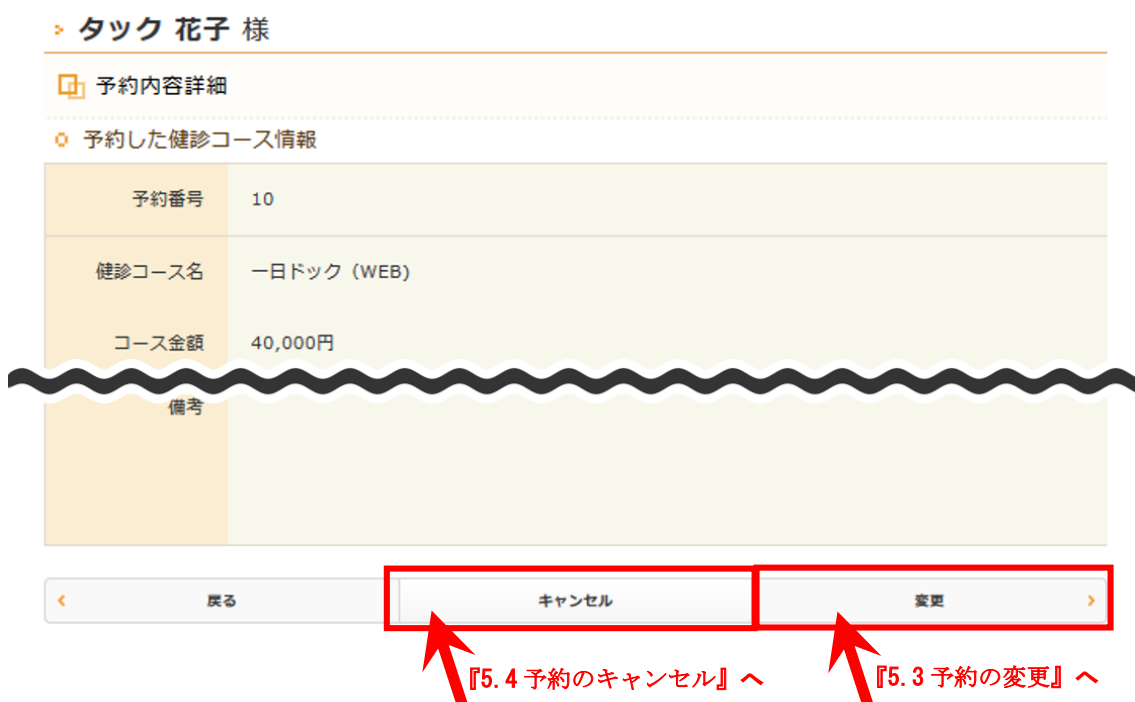 タック 花子 様
予約内容詳細
予約した健診コース情報
予約番号 10
健診コース名 一日ドック（WEB)
コース金額 40,000円
備考
戻る キャンセル 変更
『5.4 予約のキャンセル』へ 『5.3 予約の変更』へ